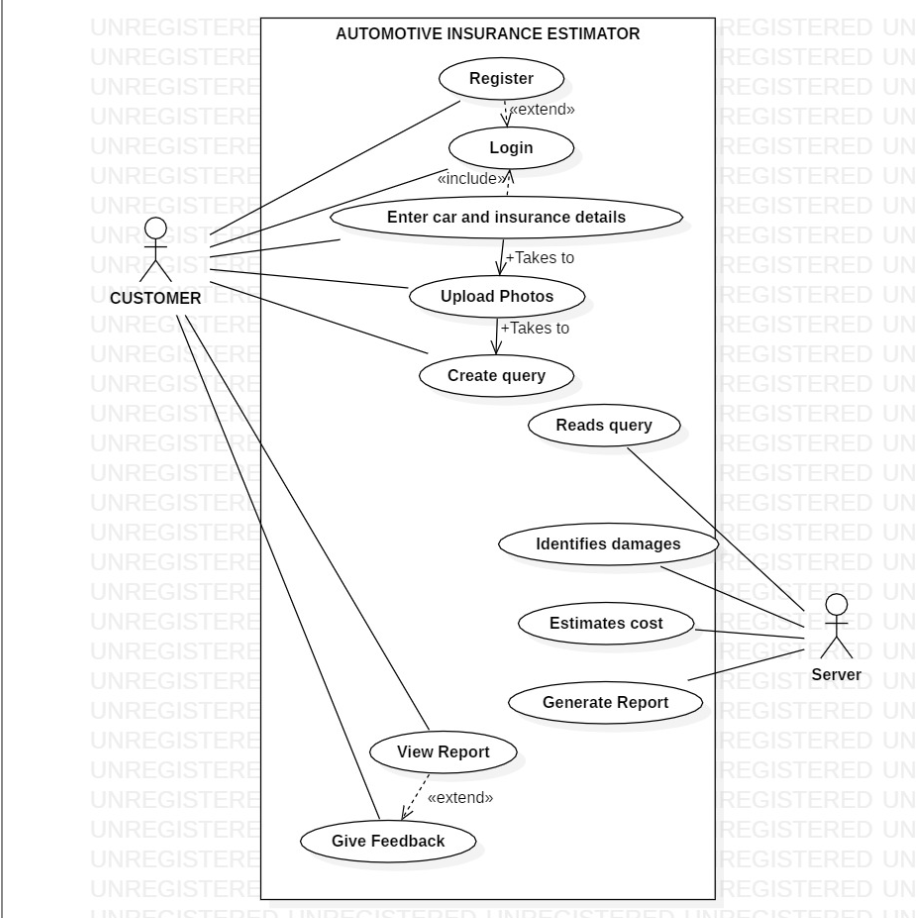 AUTOMOTIVE INSURANCE ESTIMATOR
Register
«extend»
Login
«include»
Enter car and insurance details
+Takes to
CUSTOMER
Upload Photos
+Takes to
Create query
Reads query
Identifies damages
Estimates cost
Server
Generate Report
View Report
«extend»
Give Feedback
UNREGISTERED